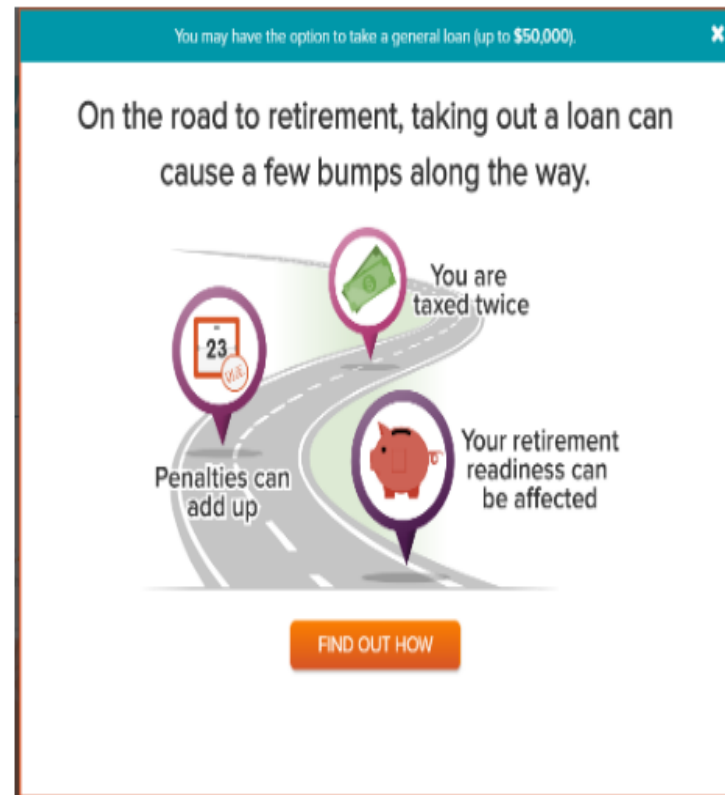 You may have the option to take a general loan (up to $50,000).
On the road to retirement, taking out a loan can
cause a few bumps along the way.
You are
taxed twice
23
Penalties can
add up
Your retirement
readiness can
be affected
FIND OUT HOW